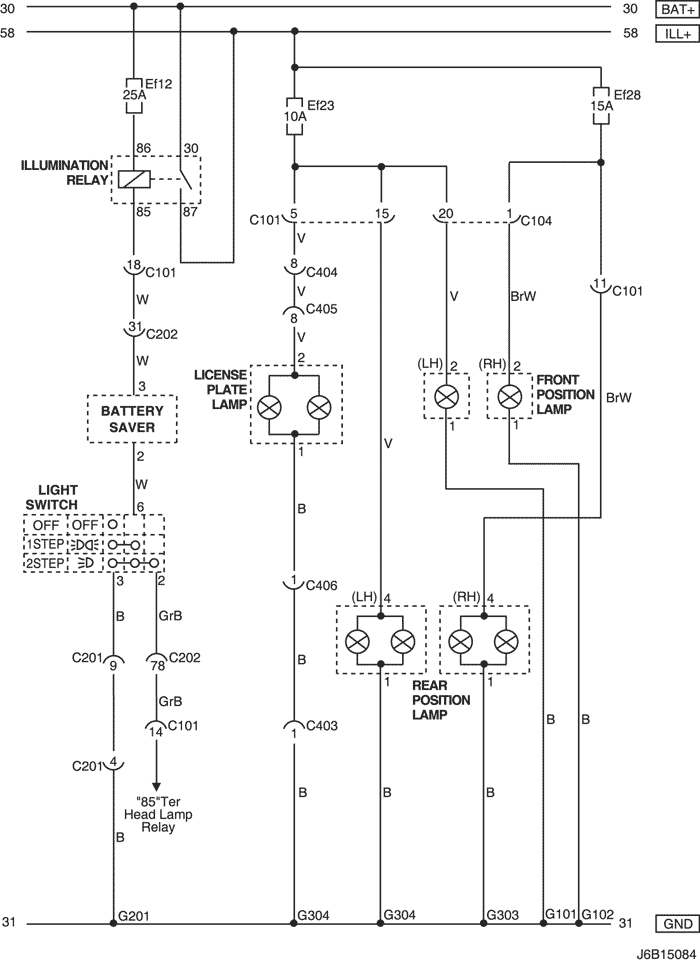 30 30 BAT+
58 58 ILL+
Ef12
25A
Ef23
10A
Ef28
15A
86 30
ILLUMINATION
RELAY
85 87
C101 5 15 20 1 C104
V
18 C101
8 C404
11 C101
W V V BrW
31 C202
C405
8
W V
3
2
(LH) 2 (RH) 2
LICENSE
PLATE
LAMP
FRONT
POSITION
LAMP
BrW
BATTERY
SAVER
1 1
2 1
V
W
LIGHT
SWITCH
6
B
OFF OFF
1STEP
2STEP
3 2
1 C406
(LH) 4 (RH) 4
B GrB
C201 9 78 C202
B
1 1
REAR
POSITION
LAMP
GrB
14 C101
1 C403
B B
C201 4
"85"Ter
Head Lamp
Relay
B B B
B
31 G201 G304 G304 G303 G101 G102 31 GND
J6B15084